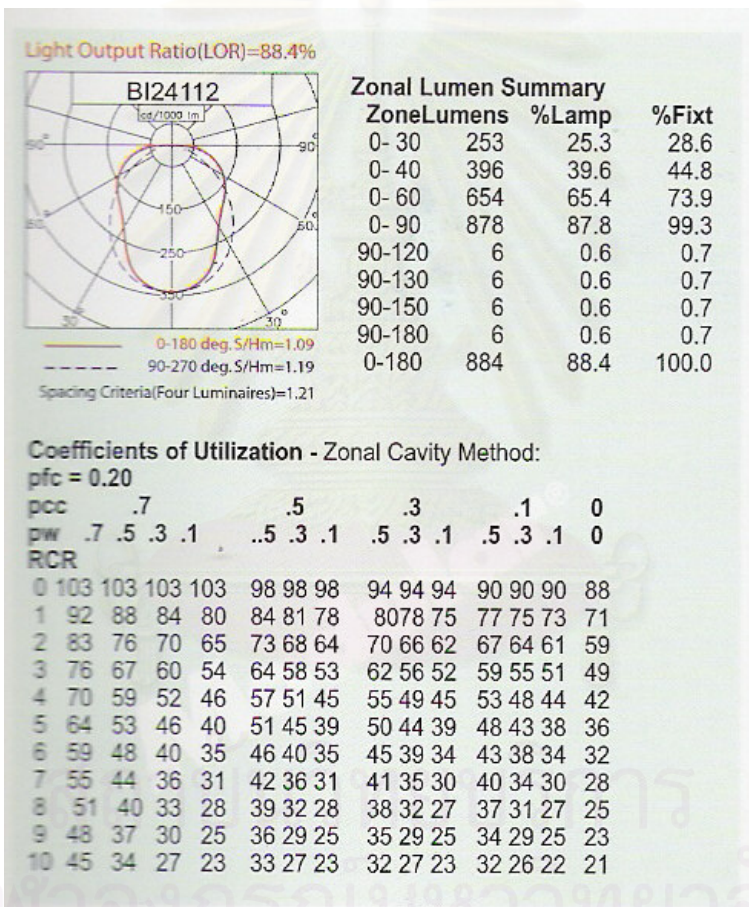 Light Output Ratio(LOR)=88.4%
BI24112
cd/1000 lm
90°
90°
60°
60°
150
250
350
30°
30°
0-180 deg. S/Hm=1.09
90-270 deg. S/Hm=1.19
Spacing Criteria(Four Luminaires)=1.21
Zonal Lumen Summary
ZoneLumens %Lamp %Fixt
0- 30 253 25.3 28.6
0- 40 396 39.6 44.8
0- 60 654 65.4 73.9
0- 90 878 87.8 99.3
90-120 6 0.6 0.7
90-130 6 0.6 0.7
90-150 6 0.6 0.7
90-180 6 0.6 0.7
0-180 884 88.4 100.0
Coefficients of Utilization - Zonal Cavity Method:
pfc = 0.20
pcc .7 .5 .3 .1 0
pw .7 .5 .3 .1 ..5 .3 .1 .5 .3 .1 .5 .3 .1 0
RCR
0 103 103 103 103 98 98 98 94 94 94 90 90 90 88
1 92 88 84 80 84 81 78 8078 75 77 75 73 71
2 83 76 70 65 73 68 64 70 66 62 67 64 61 59
3 76 67 60 54 64 58 53 62 56 52 59 55 51 49
4 70 59 52 46 57 51 45 55 49 45 53 48 44 42
5 64 53 46 40 51 45 39 50 44 39 48 43 38 36
6 59 48 40 35 46 40 35 45 39 34 43 38 34 32
7 55 44 36 31 42 36 31 41 35 30 40 34 30 28
8 51 40 33 28 39 32 28 38 32 27 37 31 27 25
9 48 37 30 25 36 29 25 35 29 25 34 29 25 23
10 45 34 27 23 33 27 23 32 27 23 32 26 22 21